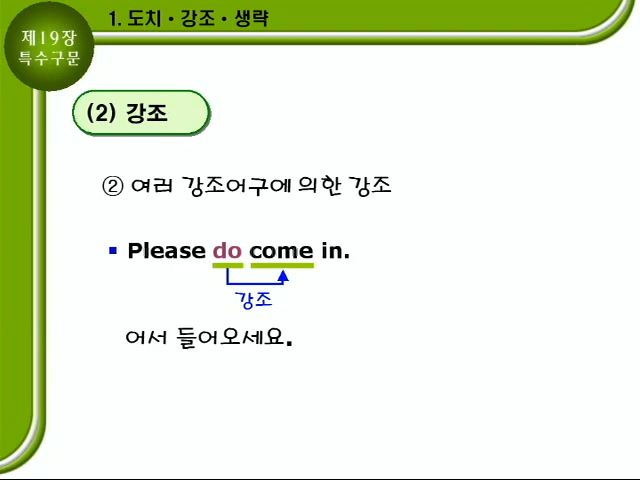 1. 도치·강조·생략
제19장
특수구문
(2) 강조
② 여러 강조어구에 의한 강조
▪ Please do come in.
강조
어서 들어오세요.